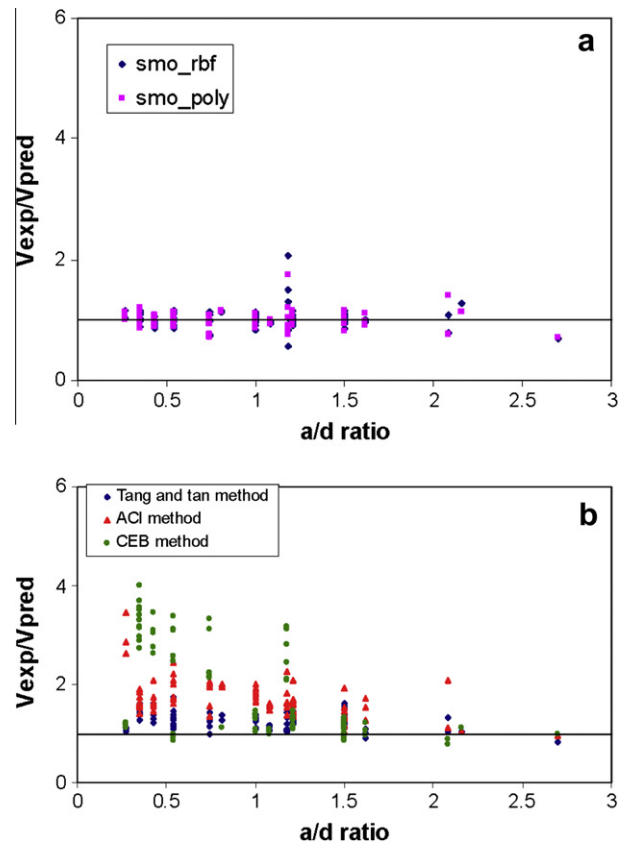 6
a
smo_rbf
smo_poly
4
Vexp/Vpred
2
0
0 0.5 1 1.5 2 2.5 3
a/d ratio
6
Tang and tan method
ACI method
CEB method
b
4
Vexp/Vpred
2
0
0 0.5 1 1.5 2 2.5 3
a/d ratio